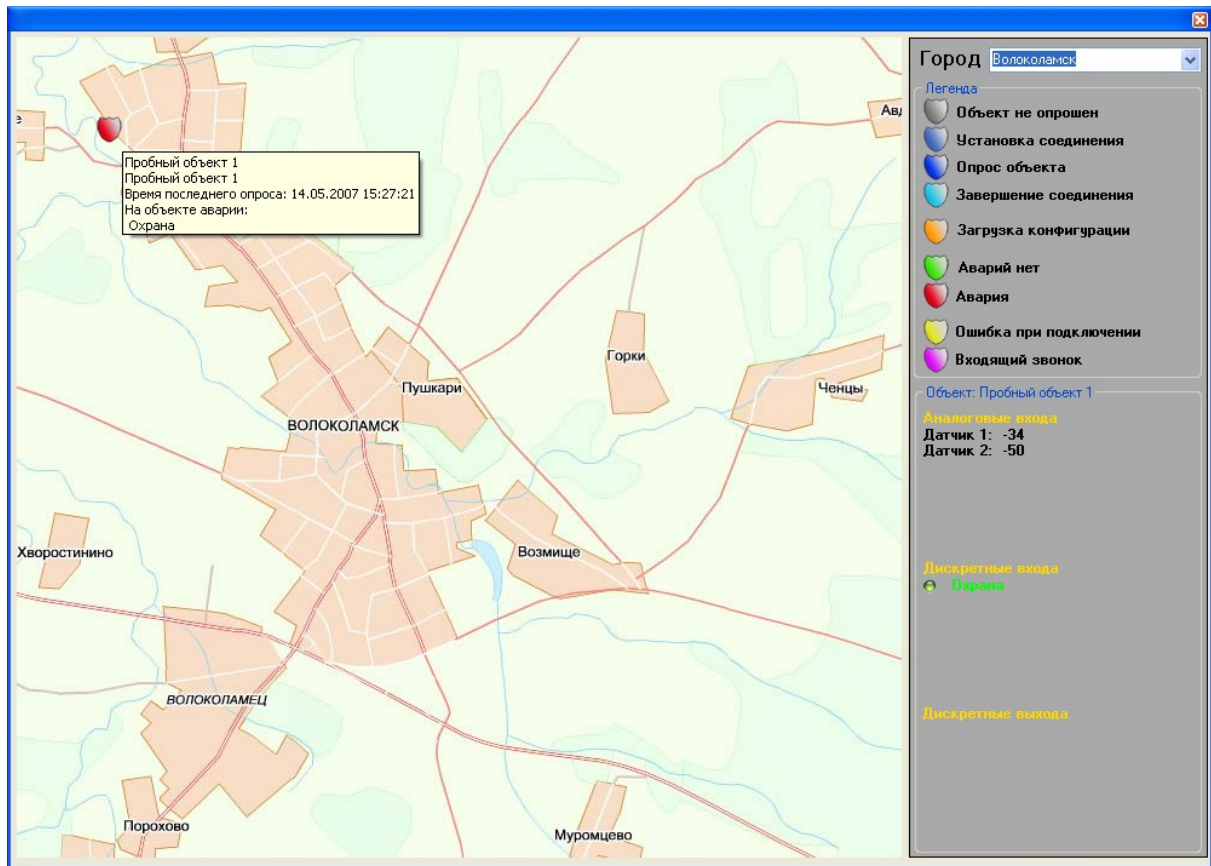 Город Волоколамск
Легенда
Объект не опрошен
Установка соединения
Опрос объекта
Завершение соединения
Загрузка конфигурации
Аварий нет
Авария
Ошибка при подключении
Входящий звонок
Объект: Пробный объект 1
Аналоговые входа
Датчик 1: -34
Датчик 2: -50
Дискретные входа
Охрана
Дискретные выхода
е
Авд
Пробный объект 1
Пробный объект 1
Время последнего опроса: 14.05.2007 15:27:21
На объекте аварии:
Охрана
Горки
Пушкари
Ченцы
ВОЛОКОЛАМСК
Хворостинино
Возмище
ВОЛОКОЛАМЕЦ
Порохово
Муромцево